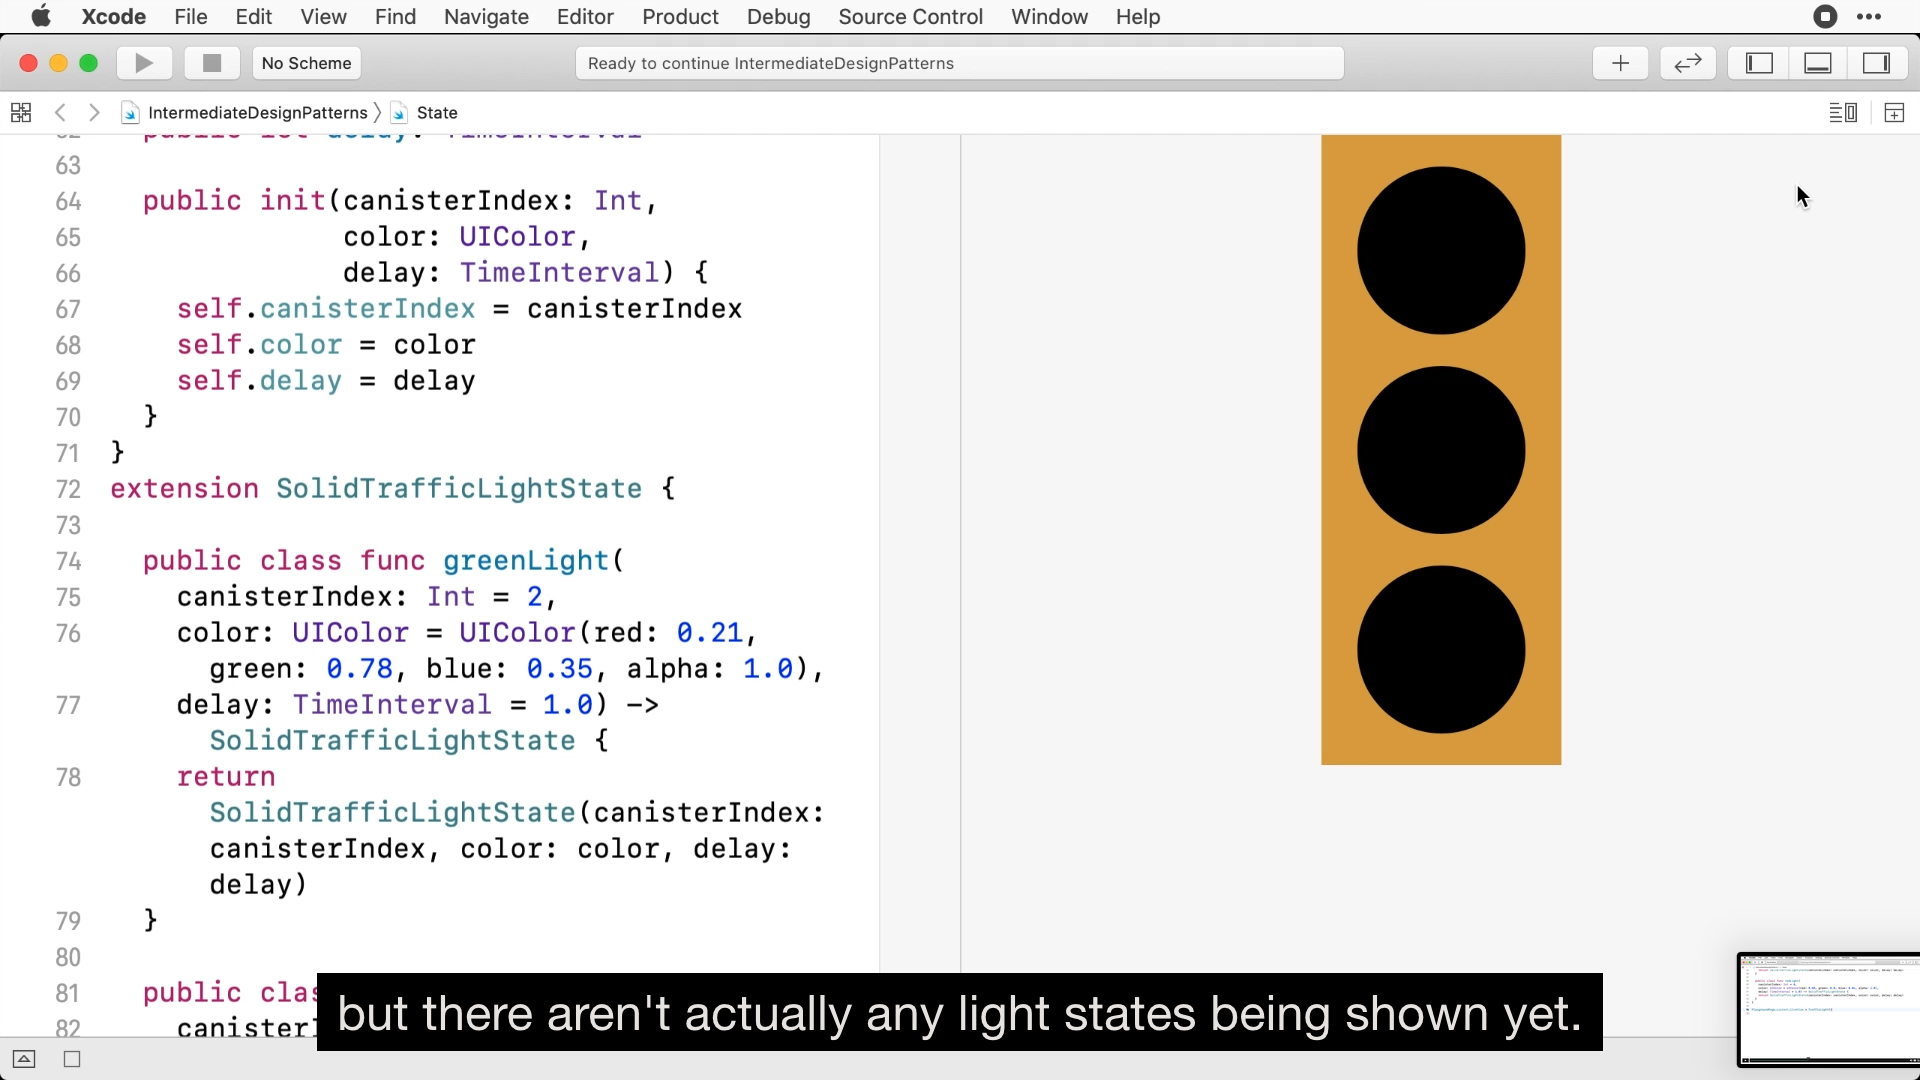 Xcode File Edit View Find Navigate Editor Product Debug Source Control Window Help
No Scheme
Ready to continue IntermediateDesignPatterns
IntermediateDesignPatterns State
62 public let delay: TimeInterval
63
64 public init(canisterIndex: Int,
65 color: UIColor,
66 delay: TimeInterval) {
67 self.canisterIndex = canisterIndex
68 self.color = color
69 self.delay = delay
70 }
71 }
72 extension SolidTrafficLightState {
73
74 public class func greenLight(
75 canisterIndex: Int = 2,
76 color: UIColor = UIColor(red: 0.21,
green: 0.78, blue: 0.35, alpha: 1.0),
77 delay: TimeInterval = 1.0) ->
SolidTrafficLightState {
78 return
SolidTrafficLightState(canisterIndex:
canisterIndex, color: color, delay:
delay)
79 }
80
81 public clas
82 canisterI
but there aren't actually any light states being shown yet.